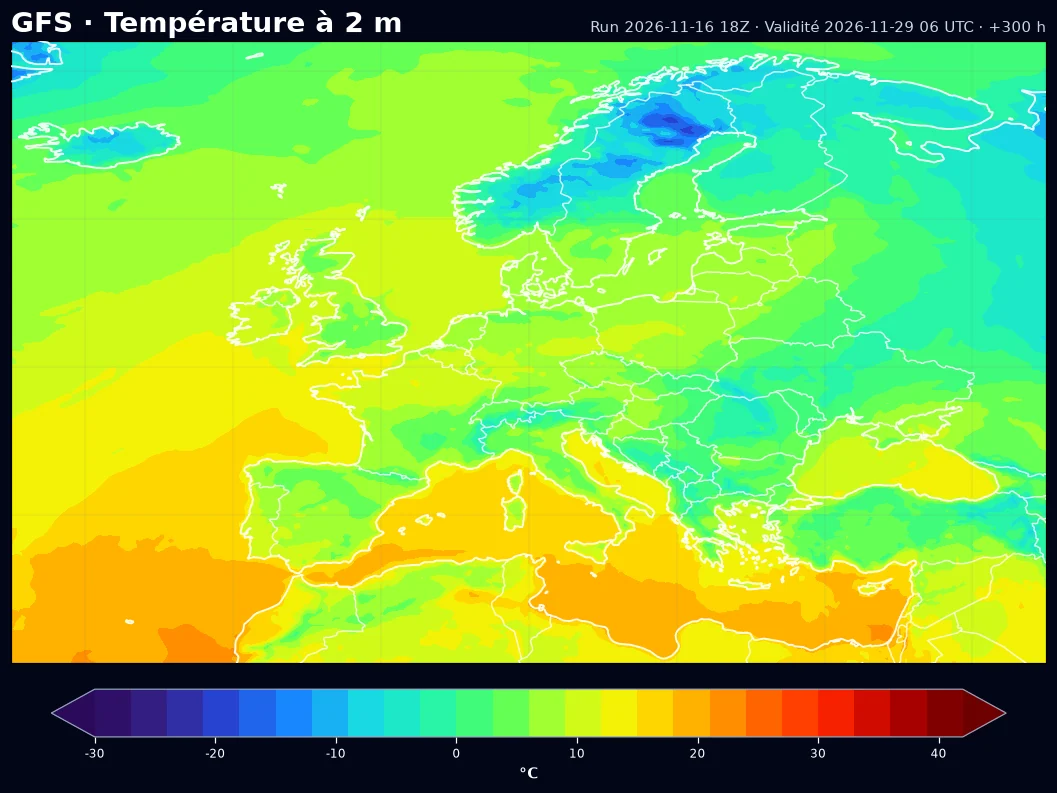 GFS · Température à 2 m
Run 2026-11-16 18Z · Validité 2026-11-29 06 UTC · +300 h
-30 -20 -10 0 10 20 30 40
°C